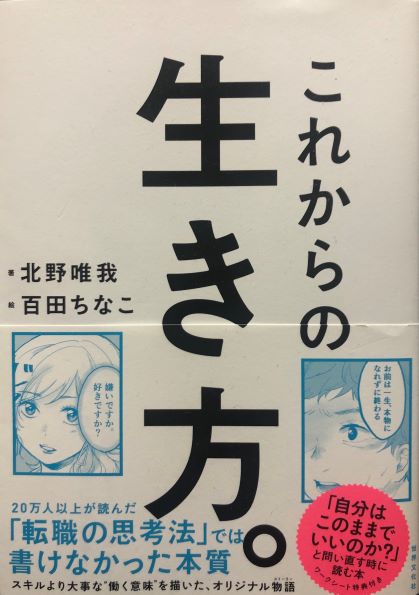 これからの
生き方。
著 北野唯我
絵 百田ちなこ
お前は一生、本物に
なれずに終わる
嫌いですか。
好きですか？
20万人以上が読んだ
「転職の思考法」では
書けなかった本質
スキルより大事な“働く意味”を描いた、オリジナル物語
ストーリー
「自分は
このままで
いいのか?」
と問い直す時に
読む本
ワークシート特典付き
世界文化社